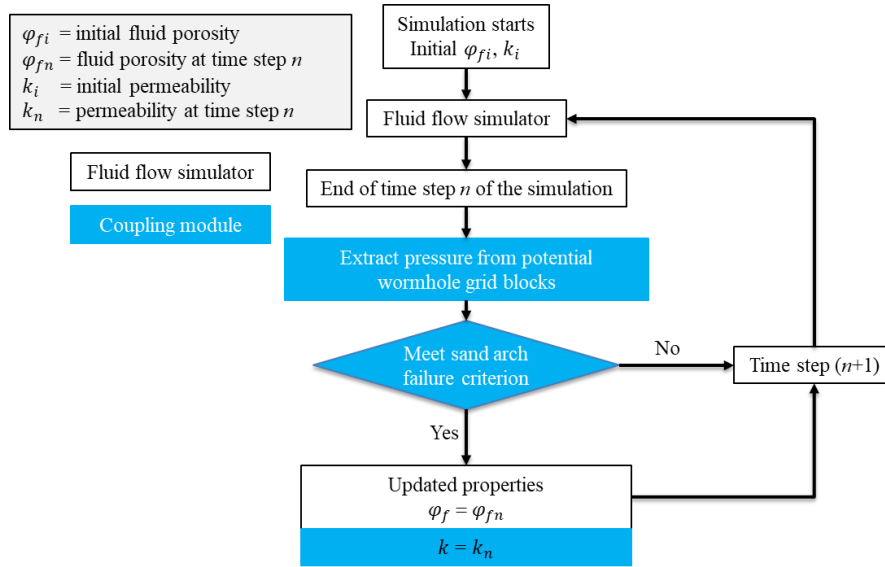 φ_fi = initial fluid porosity
φ_fn = fluid porosity at time step n
k_i = initial permeability
k_n = permeability at time step n
Fluid flow simulator
Coupling module
Simulation starts
Initial φ_fi, k_i
Fluid flow simulator
End of time step n of the simulation
Extract pressure from potential
wormhole grid blocks
Meet sand arch
failure criterion
No
Time step (n+1)
Yes
Updated properties
φ_f = φ_fn
k = k_n